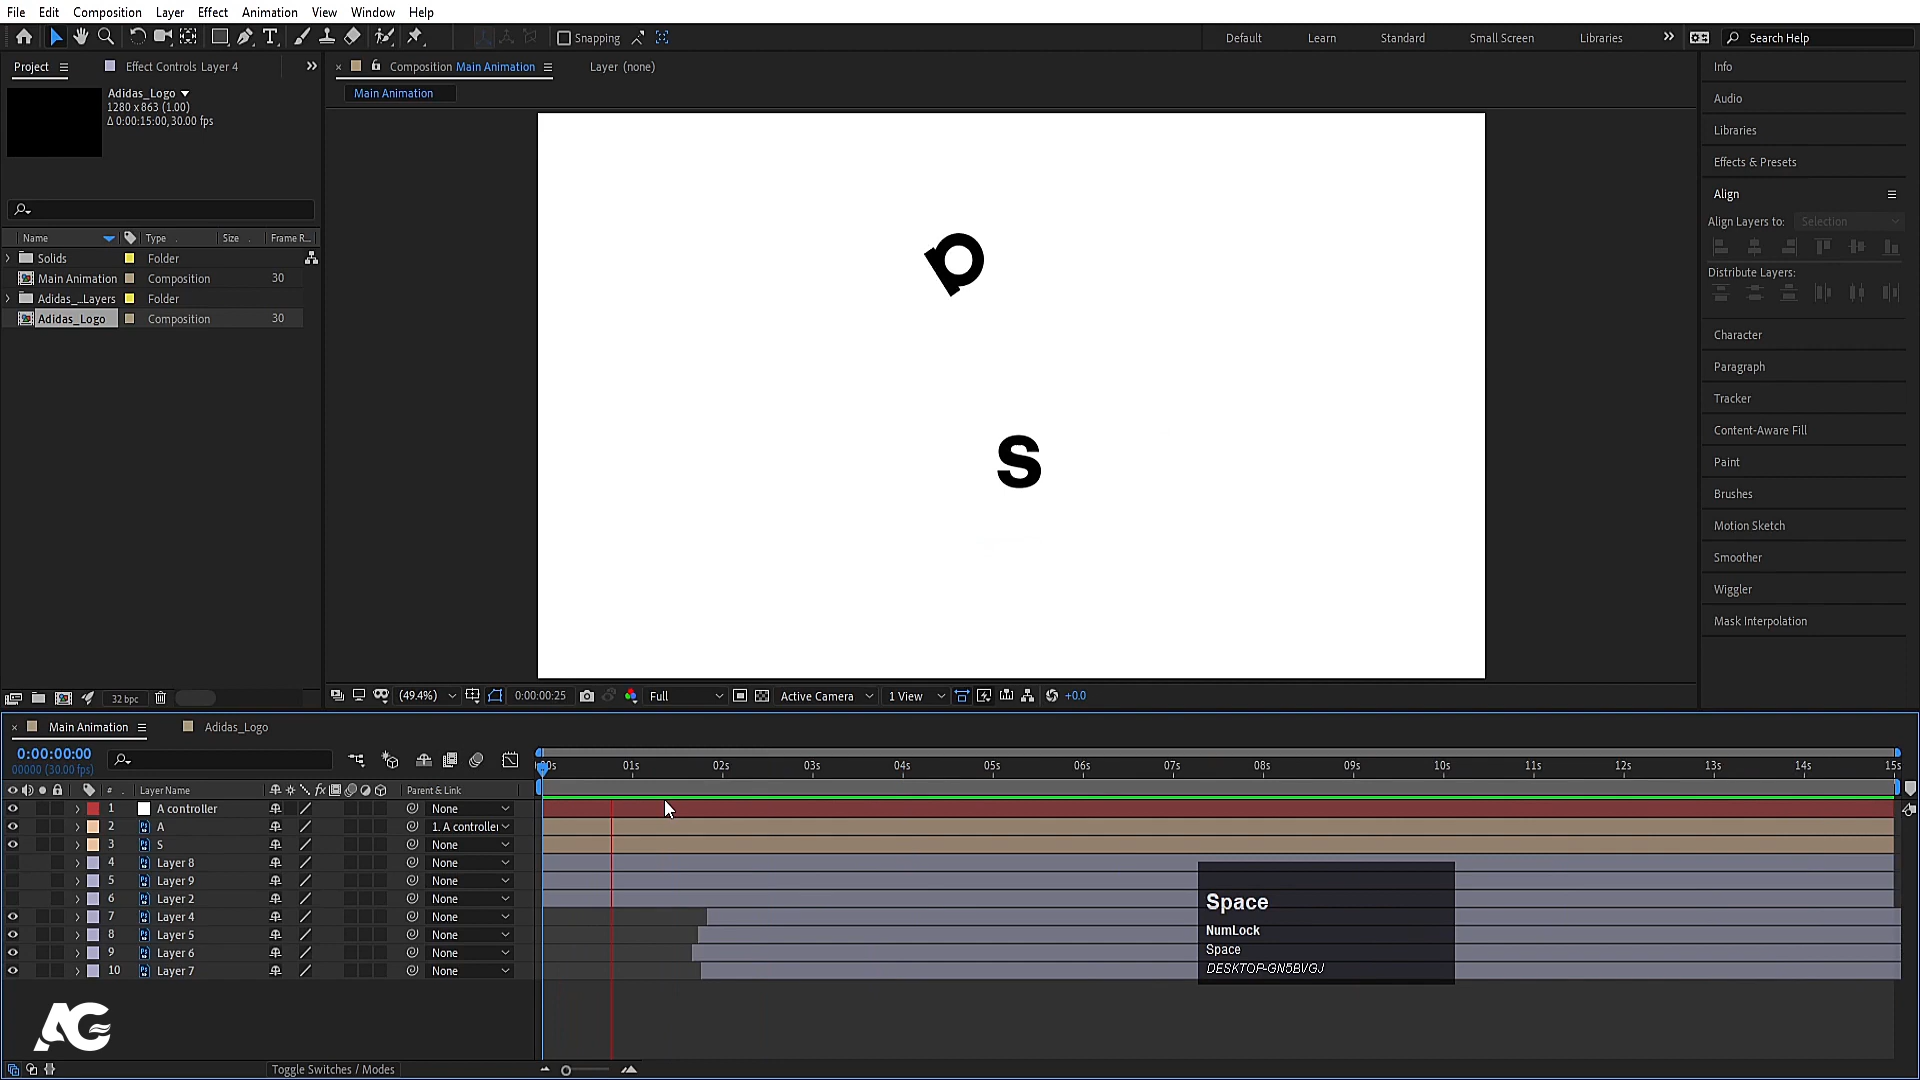 File Edit Composition Layer Effect Animation View Window Help
Snapping
Default Learn Standard Small Screen Libraries Search Help
Project Effect Controls Layer 4
Composition Main Animation Layer (none)
Main Animation
Adidas_Logo
1280 x 863 (1.00)
Δ 0:00:15:00, 30.00 fps
Name Type Size Frame R...
Solids Folder
Main Animation Composition 30
Adidas_...Layers Folder
Adidas_Logo Composition 30
a
s
Info
Audio
Libraries
Effects & Presets
Align
Align Layers to: Selection
Distribute Layers:
Character
Paragraph
Tracker
Content-Aware Fill
Paint
Brushes
Motion Sketch
Smoother
Wiggler
Mask Interpolation
32 bpc
(49.4%) 0:00:00:25 Full Active Camera 1 View +0.0
Main Animation Adidas_Logo
0:00:00:00
00000 (30.00 fps)
00s 01s 02s 03s 04s 05s 06s 07s 08s 09s 10s 11s 12s 13s 14s 15s
# Layer Name fx Parent & Link
1 A controller None
2 A 1. A controller
3 S None
4 Layer 8 None
5 Layer 9 None
6 Layer 2 None
7 Layer 4 None
8 Layer 5 None
9 Layer 6 None
10 Layer 7 None
Space
NumLock
Space
DESKTOP-GN5BVGJ
AG
Toggle Switches / Modes